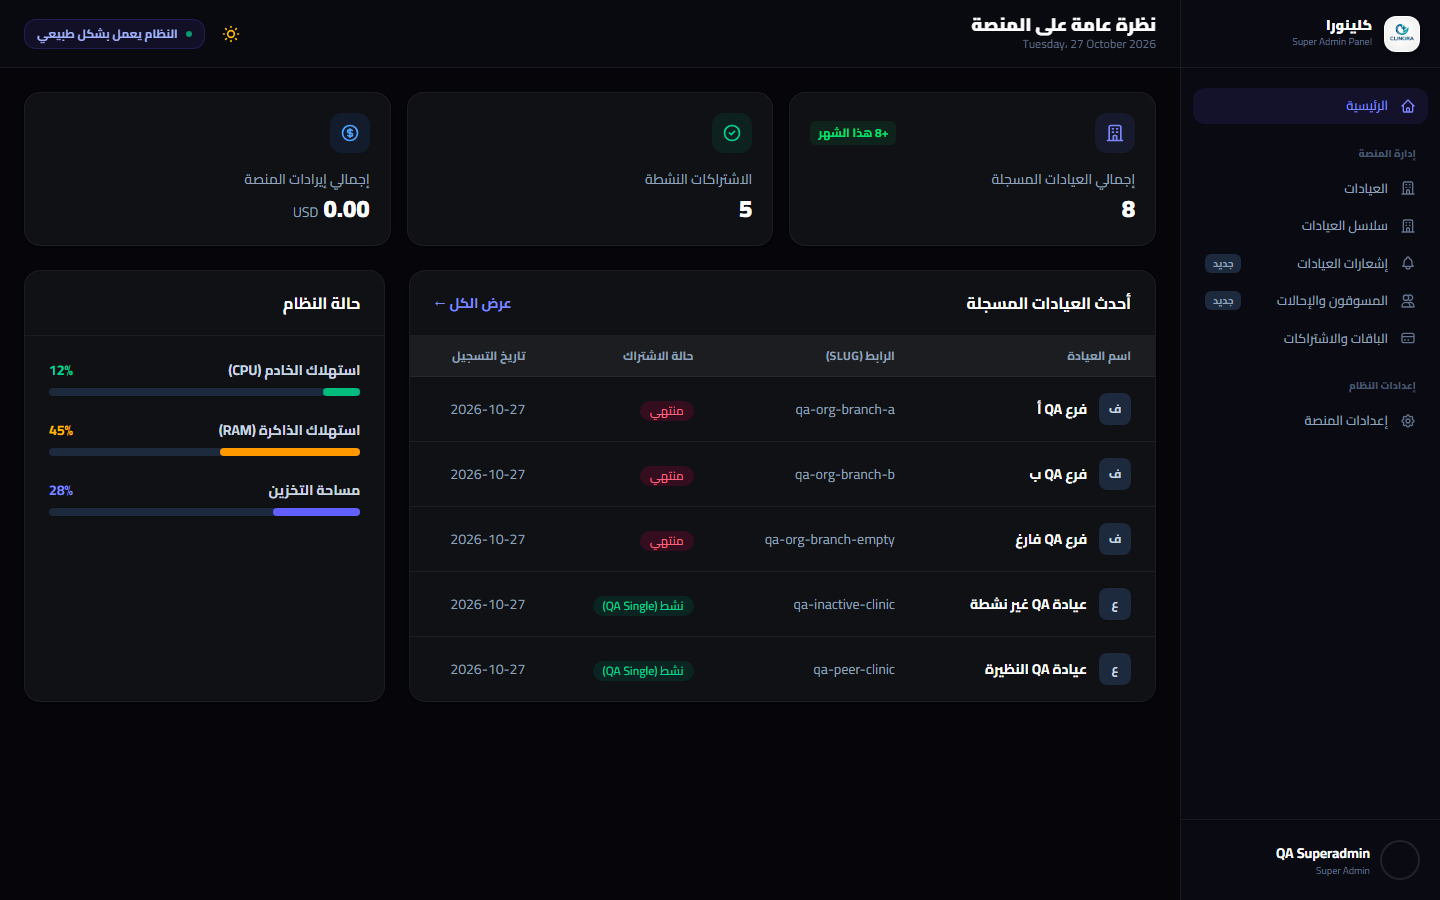 كلينورا
Super Admin Panel
CLINORA
الرئيسية
إدارة المنصة
العيادات
سلاسل العيادات
إشعارات العيادات
جديد
المسوقون والإحالات
جديد
الباقات والاشتراكات
إعدادات النظام
إعدادات المنصة
QA Superadmin
Super Admin
نظرة عامة على المنصة
Tuesday، 27 October 2026
النظام يعمل بشكل طبيعي
+8 هذا الشهر
إجمالي العيادات المسجلة
8
الاشتراكات النشطة
5
إجمالي إيرادات المنصة
0.00 USD
أحدث العيادات المسجلة
عرض الكل ←
اسم العيادة الرابط (SLUG) حالة الاشتراك تاريخ التسجيل
ف فرع QA أ qa-org-branch-a منتهي 2026-10-27
ف فرع QA ب qa-org-branch-b منتهي 2026-10-27
ف فرع QA فارغ qa-org-branch-empty منتهي 2026-10-27
ع عيادة QA غير نشطة qa-inactive-clinic نشط (QA Single) 2026-10-27
ع عيادة QA النظيرة qa-peer-clinic نشط (QA Single) 2026-10-27
حالة النظام
استهلاك الخادم (CPU) 12%
استهلاك الذاكرة (RAM) 45%
مساحة التخزين 28%